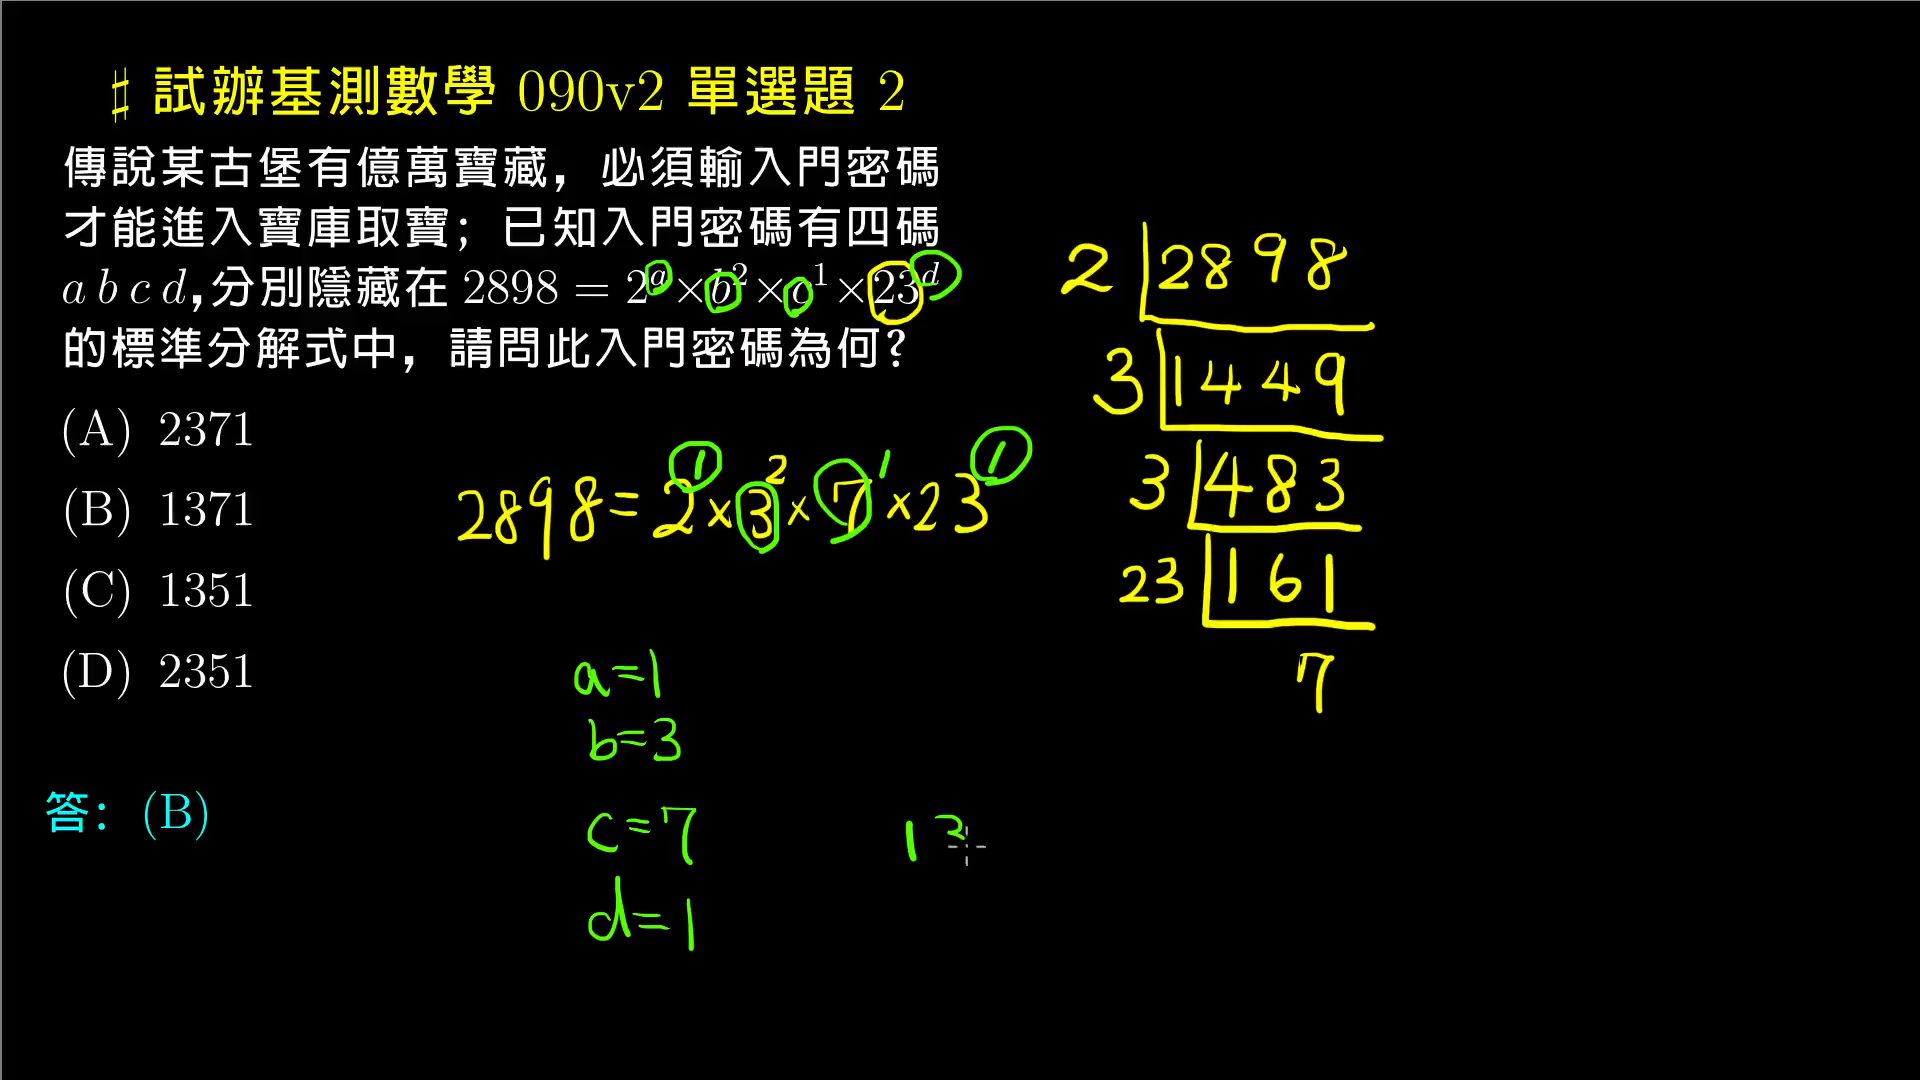 ♯ 試辦基測數學 090v2 單選題 2
傳說某古堡有億萬寶藏，必須輸入門密碼
才能進入寶庫取寶；已知入門密碼有四碼
a b c d,分別隱藏在 2898 = 2^a × b^2 × c^1 × 23^d
的標準分解式中，請問此入門密碼為何？
(A) 2371
(B) 1371
(C) 1351
(D) 2351
答：(B)
2898 = 2^1 × 3^2 × 7^1 × 23^1
a=1
b=3
c=7
d=1
13
2 2898
3 1449
3 483
23 161
7